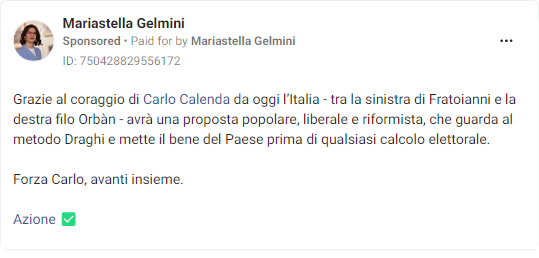 Mariastella Gelmini
Sponsored • Paid for by Mariastella Gelmini
ID: 750428829556172
Grazie al coraggio di Carlo Calenda da oggi l'Italia - tra la sinistra di Fratoianni e la
destra filo Orbàn - avrà una proposta popolare, liberale e riformista, che guarda al
metodo Draghi e mette il bene del Paese prima di qualsiasi calcolo elettorale.
Forza Carlo, avanti insieme.
Azione ✅